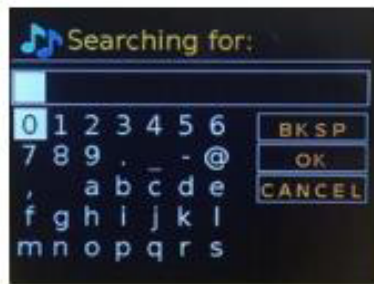 Searching for:
0 1 2 3 4 5 6 BKSP
7 8 9 . _ - @ OK
, a b c d e CANCEL
f g h i j k l
m n o p q r s